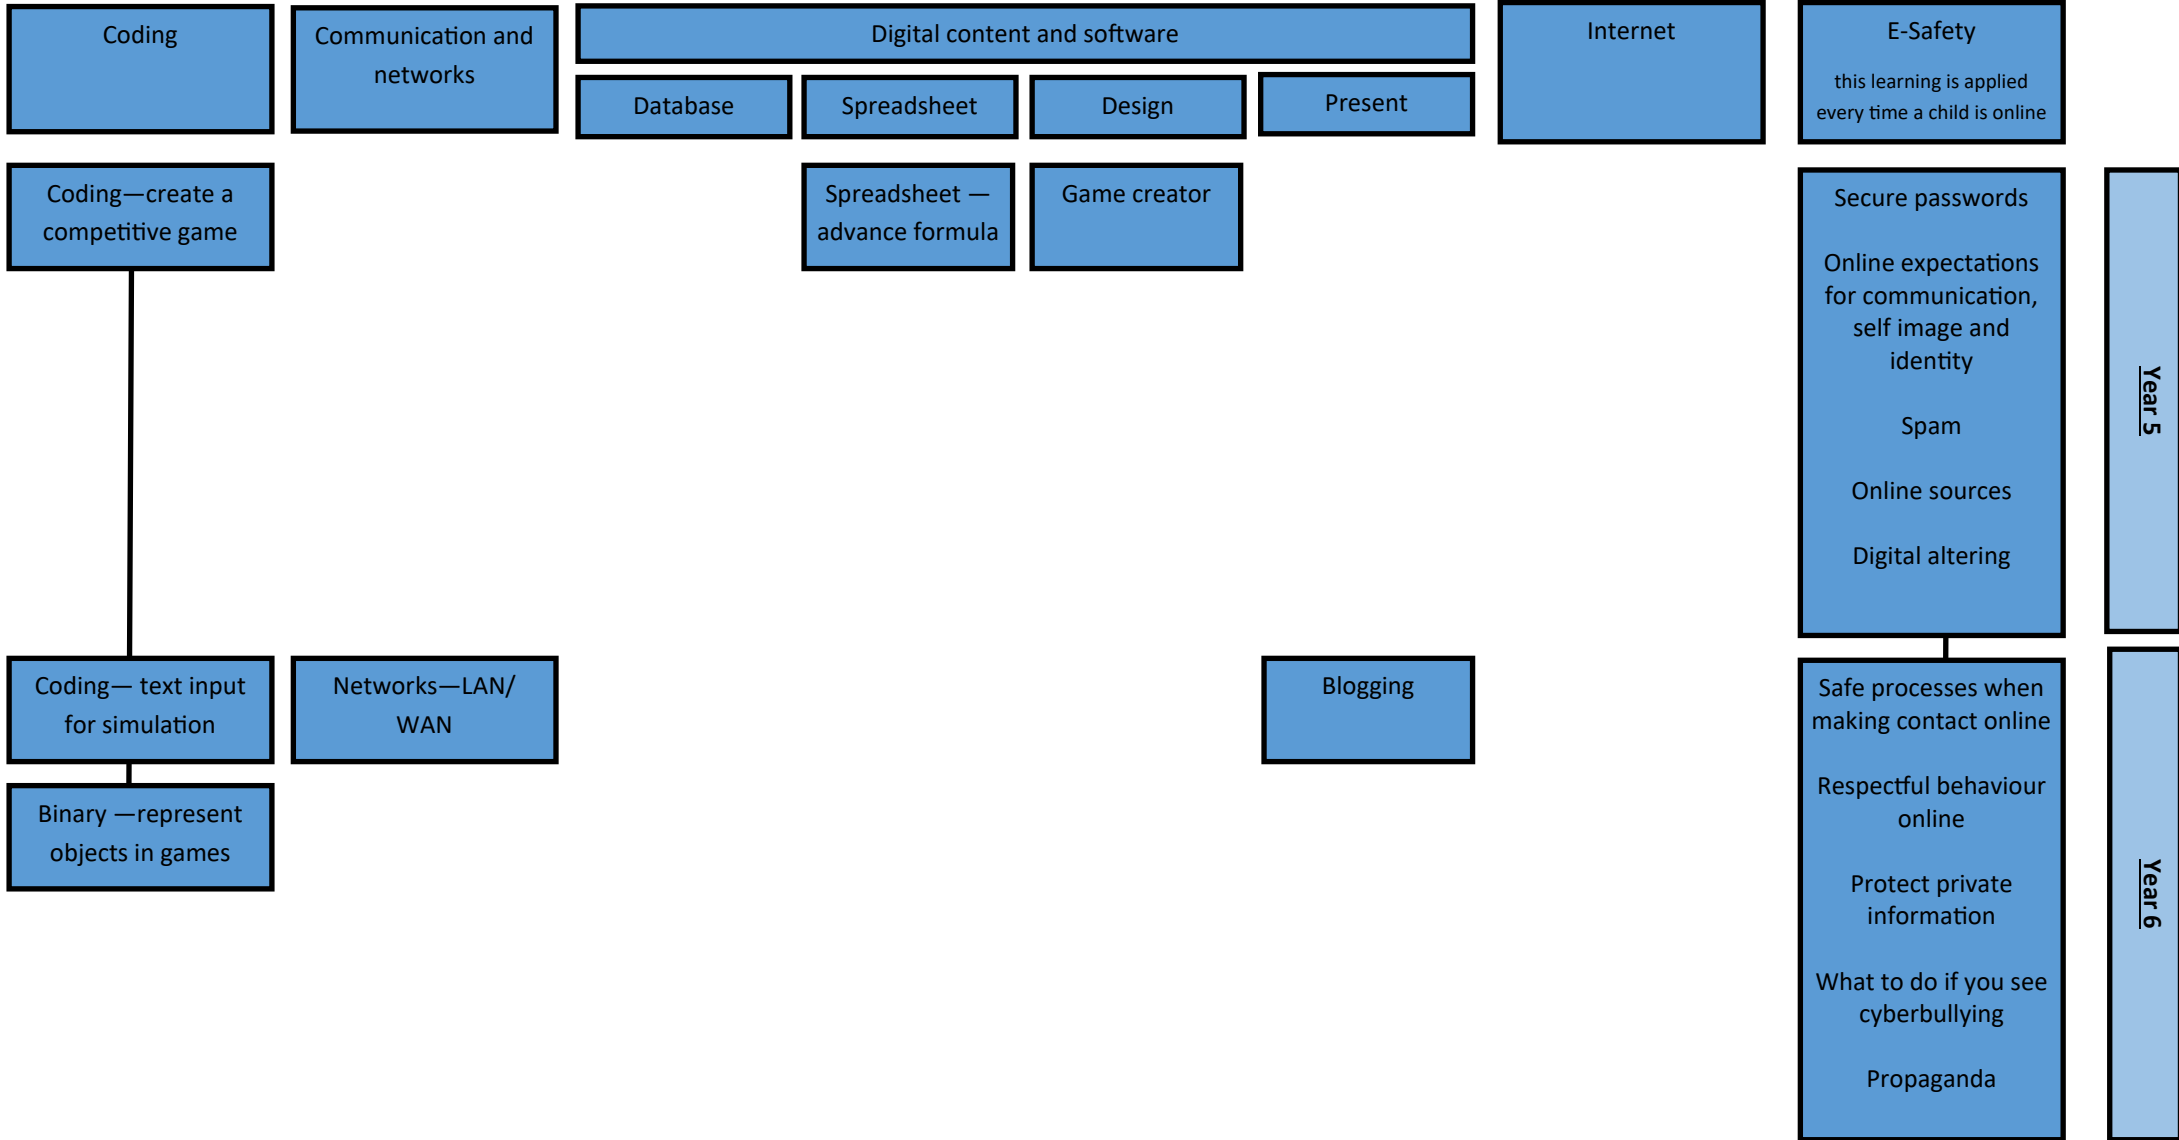 Coding
Communication and
networks
Digital content and software
Database
Spreadsheet
Design
Present
Internet
E-Safety
this learning is applied
every time a child is online
Coding—create a
competitive game
Spreadsheet —
advance formula
Game creator
Secure passwords
Online expectations
for communication,
self image and
identity
Spam
Online sources
Digital altering
Year 5
Coding— text input
for simulation
Networks—LAN/
WAN
Blogging
Binary —represent
objects in games
Safe processes when
making contact online
Respectful behaviour
online
Protect private
information
What to do if you see
cyberbullying
Propaganda
Year 6